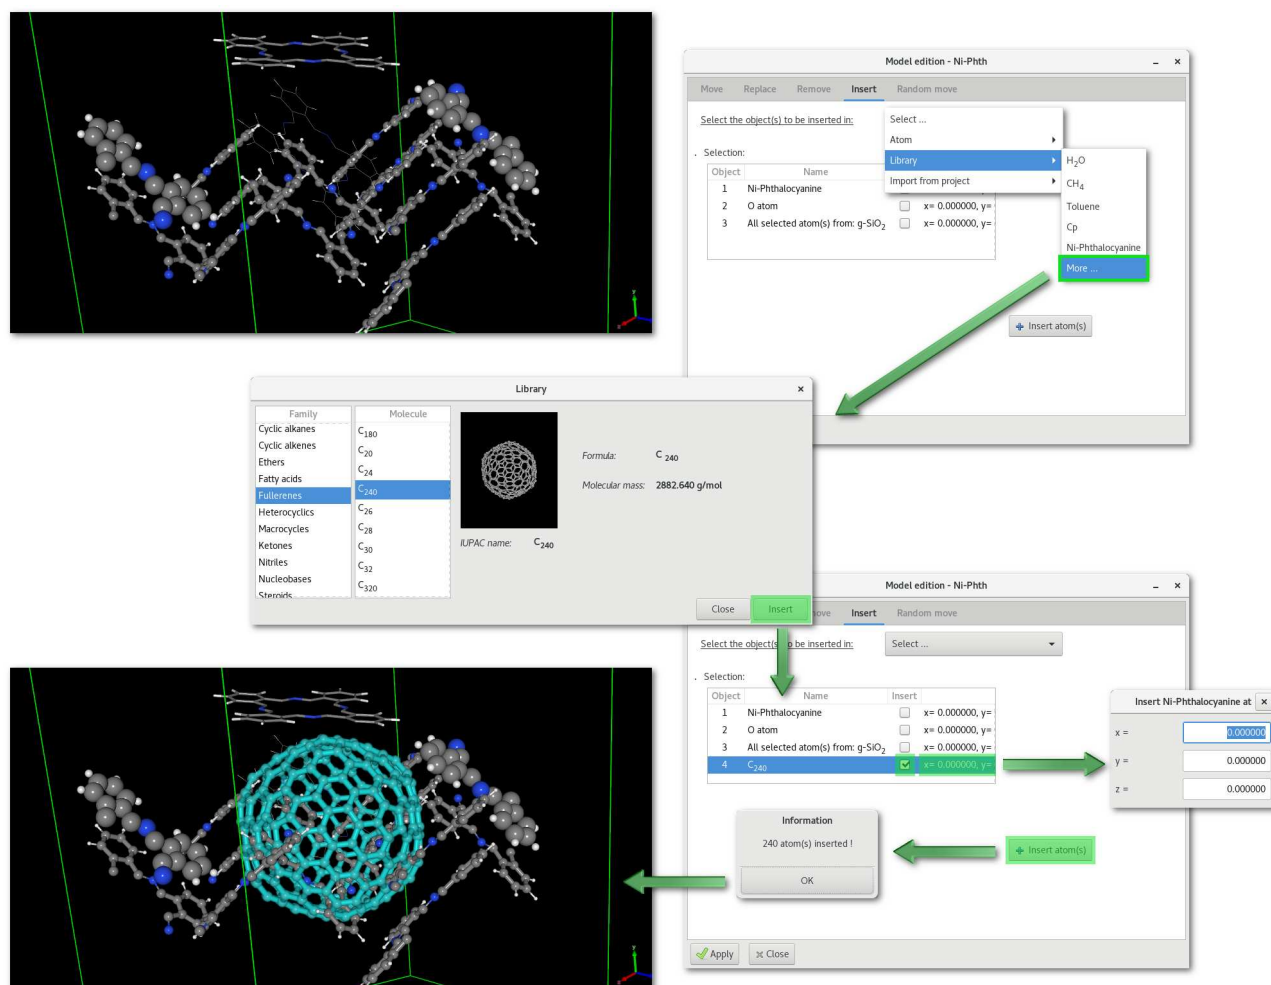 Model edition - Ni-Phth
Move Replace Remove Insert Random move
Select the object(s) to be inserted in:
Select ...
Atom
Library
Import from project
H2O
CH4
Toluene
Cp
Ni-Phthalocyanine
More ...
Selection:
Object Name
1 Ni-Phthalocyanine
2 O atom x= 0.000000, y=
3 All selected atom(s) from: g-SiO2 x= 0.000000, y=
Insert atom(s)
Library
Family Molecule
Cyclic alkanes
Cyclic alkenes
Ethers
Fatty acids
Fullerenes
Heterocyclics
Macrocycles
Ketones
Nitriles
Nucleobases
Steroids
C180
C20
C24
C240
C26
C28
C30
C32
C320
Formula: C 240
Molecular mass: 2882.640 g/mol
IUPAC name: C240
Close Insert
Model edition - Ni-Phth
Insert Random move
Select the object(s) to be inserted in: Select ...
Selection:
Object Name Insert
1 Ni-Phthalocyanine x= 0.000000, y=
2 O atom x= 0.000000, y=
3 All selected atom(s) from: g-SiO2 x= 0.000000, y=
4 C240 x= 0.000000, y=
Insert Ni-Phthalocyanine at
x = 0.000000
y = 0.000000
z = 0.000000
Information
240 atom(s) inserted !
OK
Insert atom(s)
Apply Close